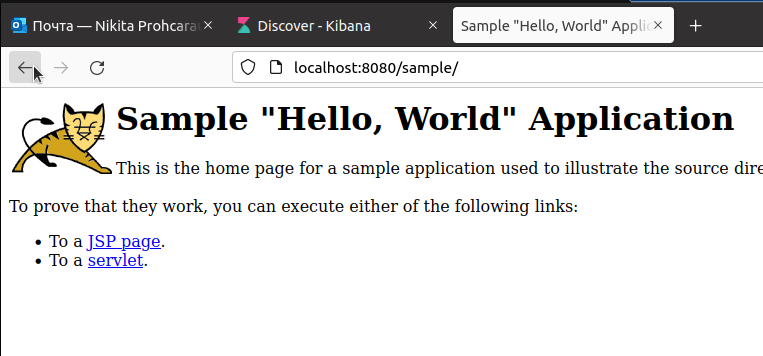 Почта — Nikita Prohcara
Discover - Kibana
Sample "Hello, World" Applic
localhost:8080/sample/
Sample "Hello, World" Application
This is the home page for a sample application used to illustrate the source dire
To prove that they work, you can execute either of the following links:
• To a JSP page.
• To a servlet.